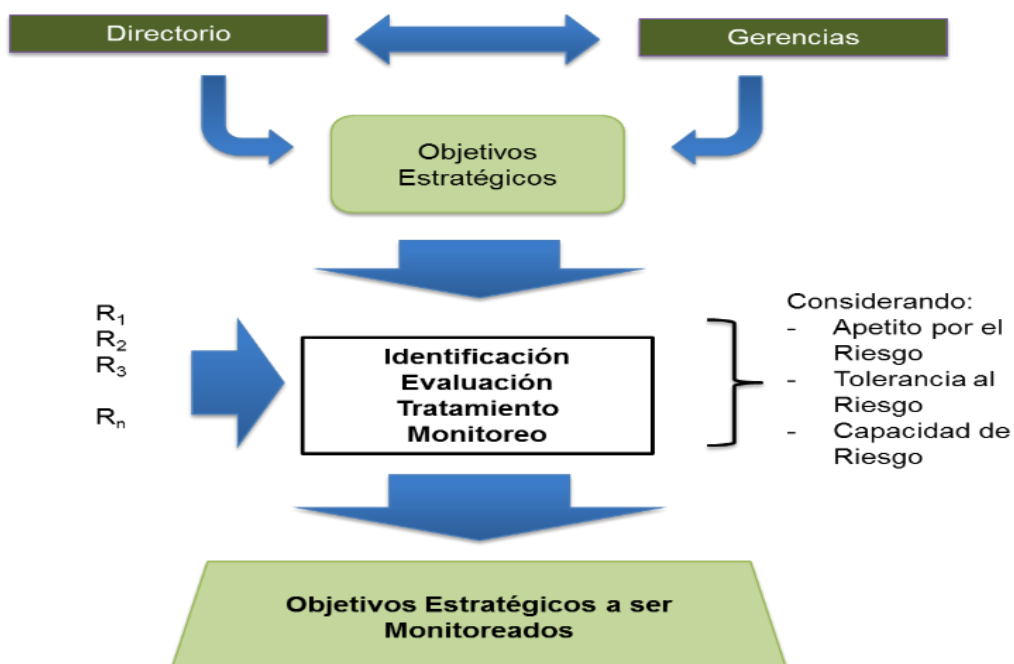 Directorio
Gerencias
Objetivos
Estratégicos
R1
R2
R3
Rn
Identificación
Evaluación
Tratamiento
Monitoreo
Considerando:
- Apetito por el
Riesgo
- Tolerancia al
Riesgo
- Capacidad de
Riesgo
Objetivos Estratégicos a ser
Monitoreados